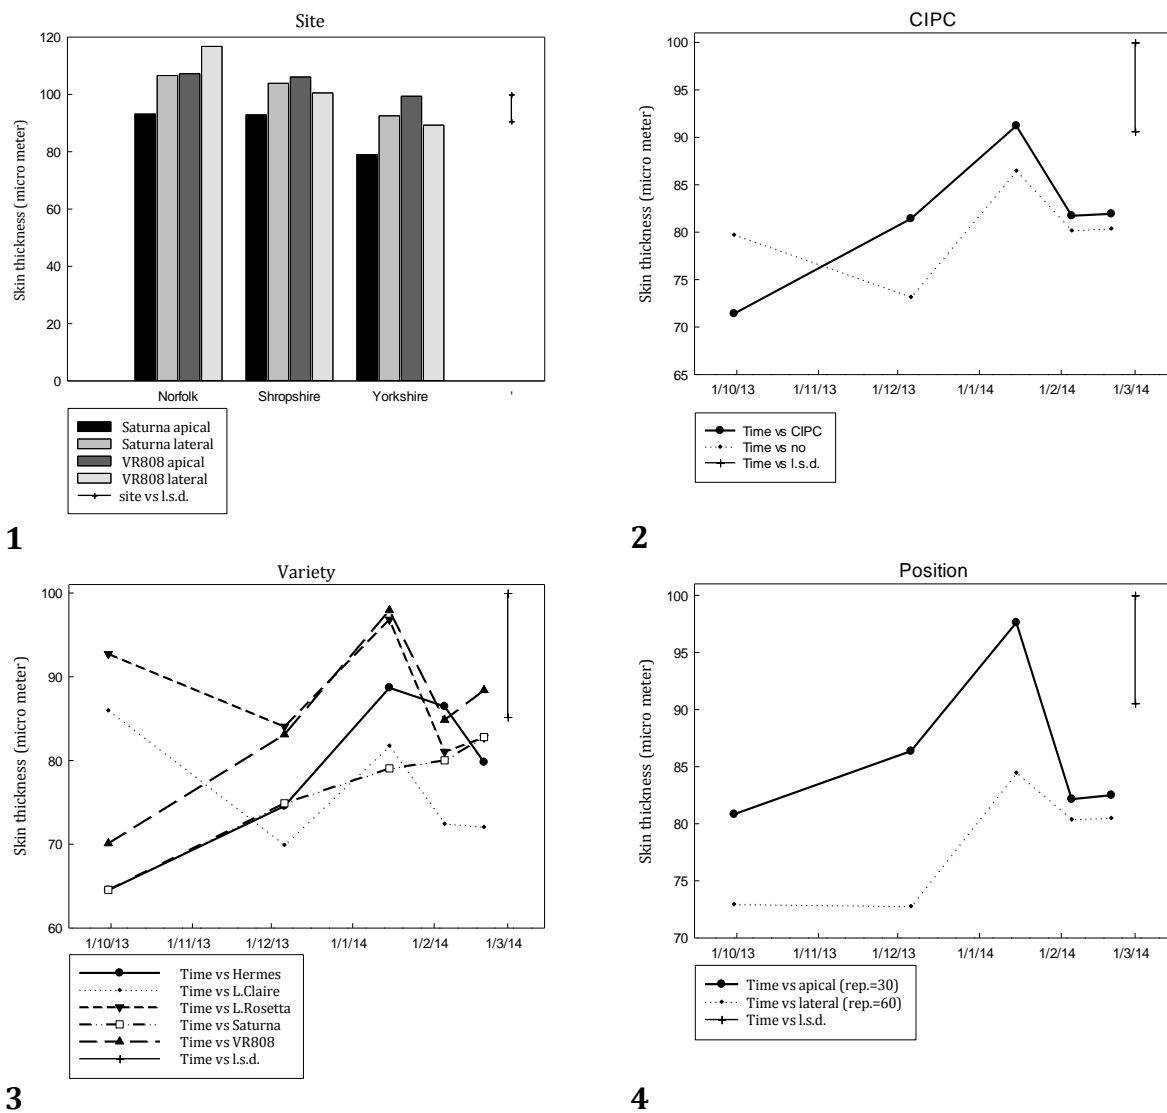 Site
Skin thickness (micro meter)
120
100
80
60
40
20
0
Norfolk Shropshire Yorkshire
Saturna apical
Saturna lateral
VR808 apical
VR808 lateral
site vs l.s.d.
1
CIPC
Skin thickness (micro meter)
100
95
90
85
80
75
70
65
1/10/13 1/11/13 1/12/13 1/1/14 1/2/14 1/3/14
Time vs CIPC
Time vs no
Time vs l.s.d.
2
Variety
Skin thickness (micro meter)
100
90
80
70
60
1/10/13 1/11/13 1/12/13 1/1/14 1/2/14 1/3/14
Time vs Hermes
Time vs L.Claire
Time vs L.Rosetta
Time vs Saturna
Time vs VR808
Time vs l.s.d.
3
Position
Skin thickness (micro meter)
100
95
90
85
80
75
70
1/10/13 1/11/13 1/12/13 1/1/14 1/2/14 1/3/14
Time vs apical (rep.=30)
Time vs lateral (rep.=60)
Time vs l.s.d.
4